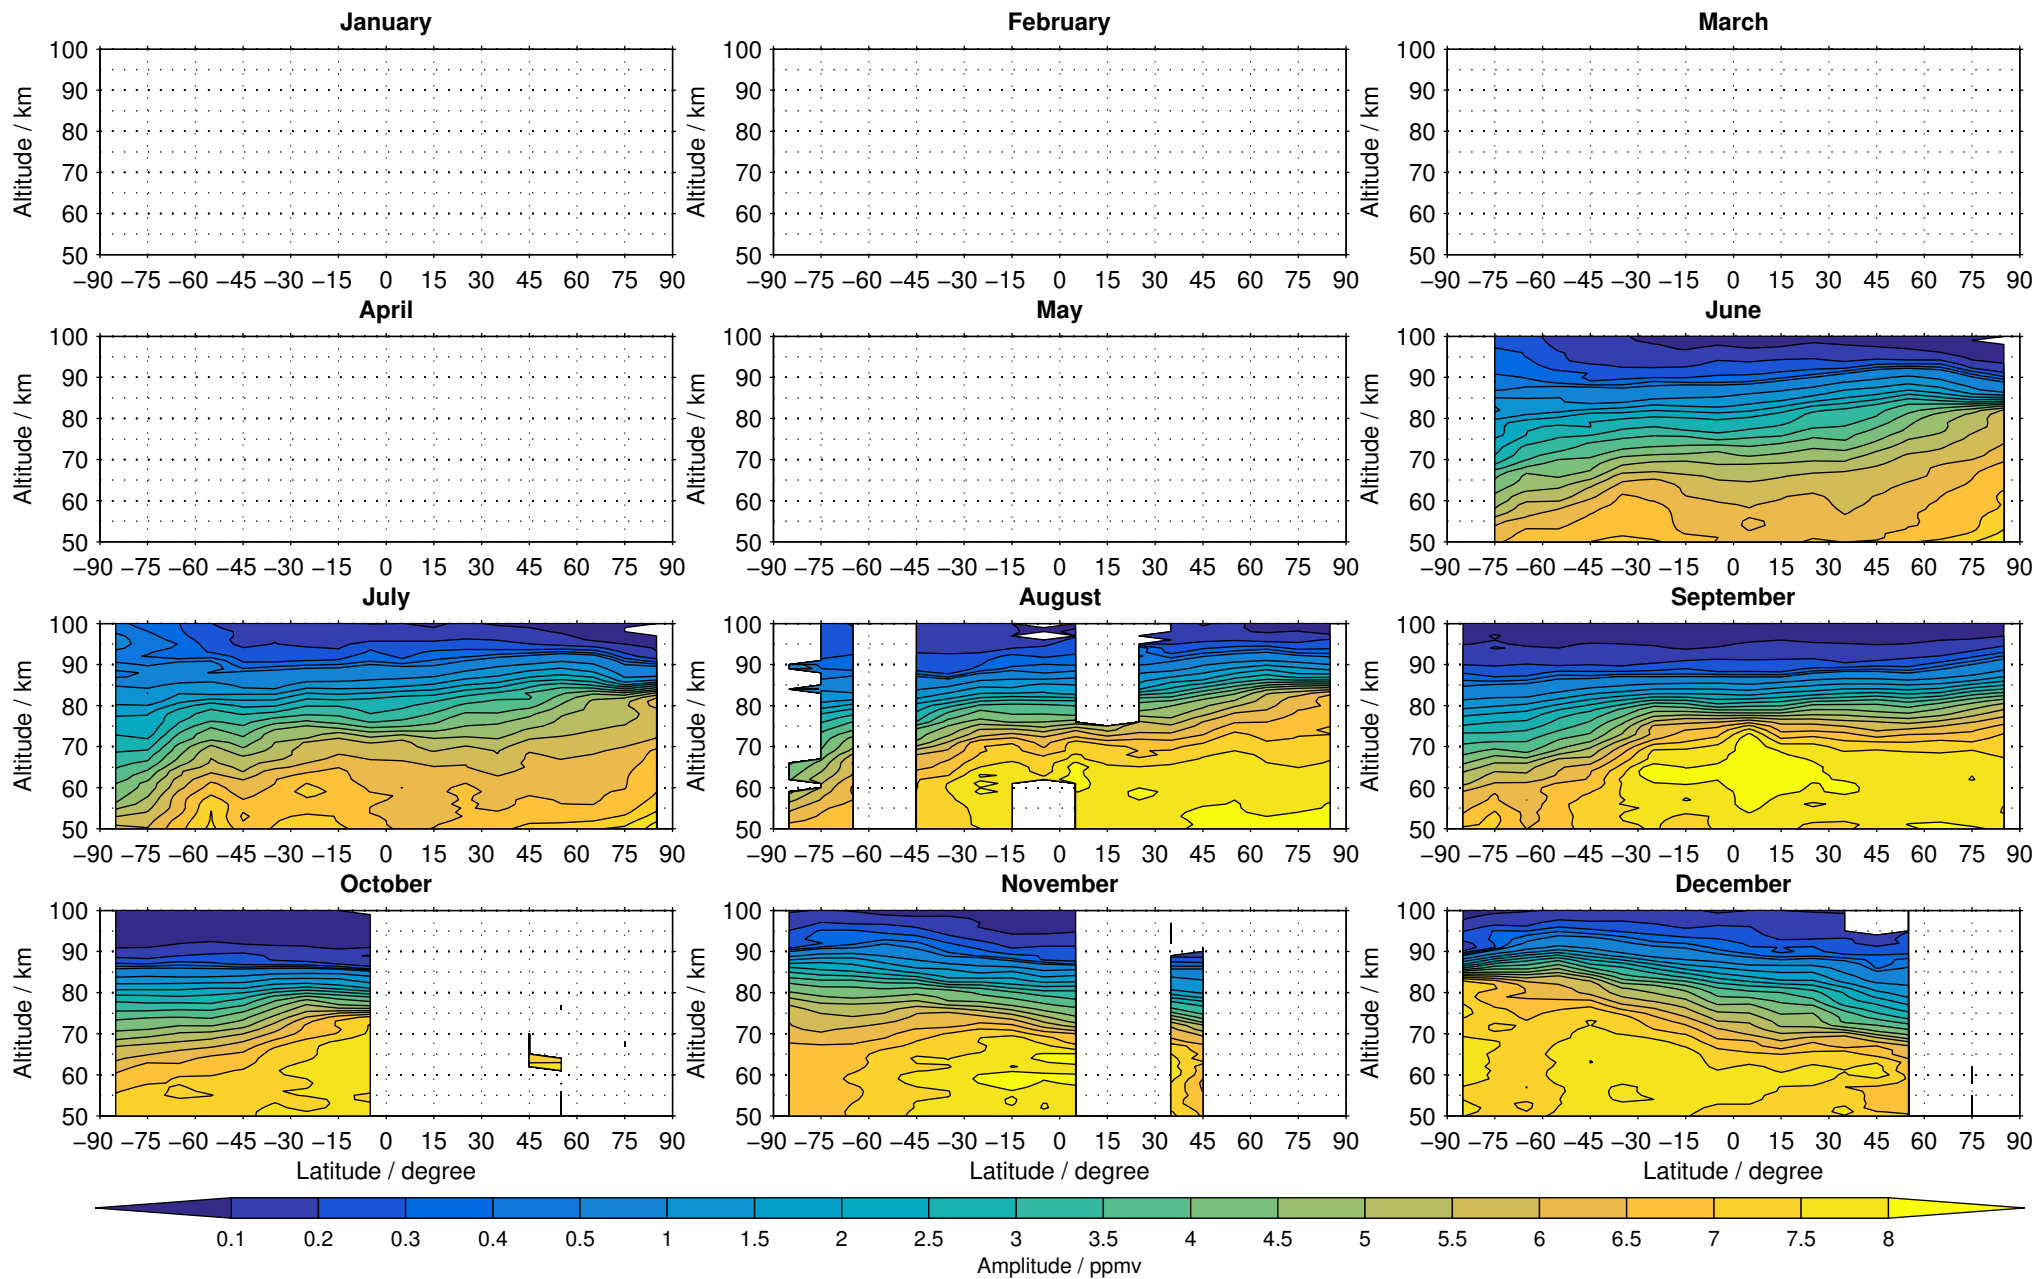 January February March
100 100 100
90 90 90
80 80 80
70 70 70
60 60 60
50 50 50
Altitude / km Altitude / km Altitude / km
−90 −75 −60 −45 −30 −15 0 15 30 45 60 75 90 −90 −75 −60 −45 −30 −15 0 15 30 45 60 75 90 −90 −75 −60 −45 −30 −15 0 15 30 45 60 75 90
April May June
100 100 100
90 90 90
80 80 80
70 70 70
60 60 60
50 50 50
Altitude / km Altitude / km Altitude / km
−90 −75 −60 −45 −30 −15 0 15 30 45 60 75 90 −90 −75 −60 −45 −30 −15 0 15 30 45 60 75 90 −90 −75 −60 −45 −30 −15 0 15 30 45 60 75 90
July August September
100 100 100
90 90 90
80 80 80
70 70 70
60 60 60
50 50 50
Altitude / km Altitude / km Altitude / km
−90 −75 −60 −45 −30 −15 0 15 30 45 60 75 90 −90 −75 −60 −45 −30 −15 0 15 30 45 60 75 90 −90 −75 −60 −45 −30 −15 0 15 30 45 60 75 90
October November December
100 100 100
90 90 90
80 80 80
70 70 70
60 60 60
50 50 50
Altitude / km Altitude / km Altitude / km
−90 −75 −60 −45 −30 −15 0 15 30 45 60 75 90 −90 −75 −60 −45 −30 −15 0 15 30 45 60 75 90 −90 −75 −60 −45 −30 −15 0 15 30 45 60 75 90
Latitude / degree Latitude / degree Latitude / degree
0.1 0.2 0.3 0.4 0.5 1 1.5 2 2.5 3 3.5 4 4.5 5 5.5 6 6.5 7 7.5 8
Amplitude / ppmv